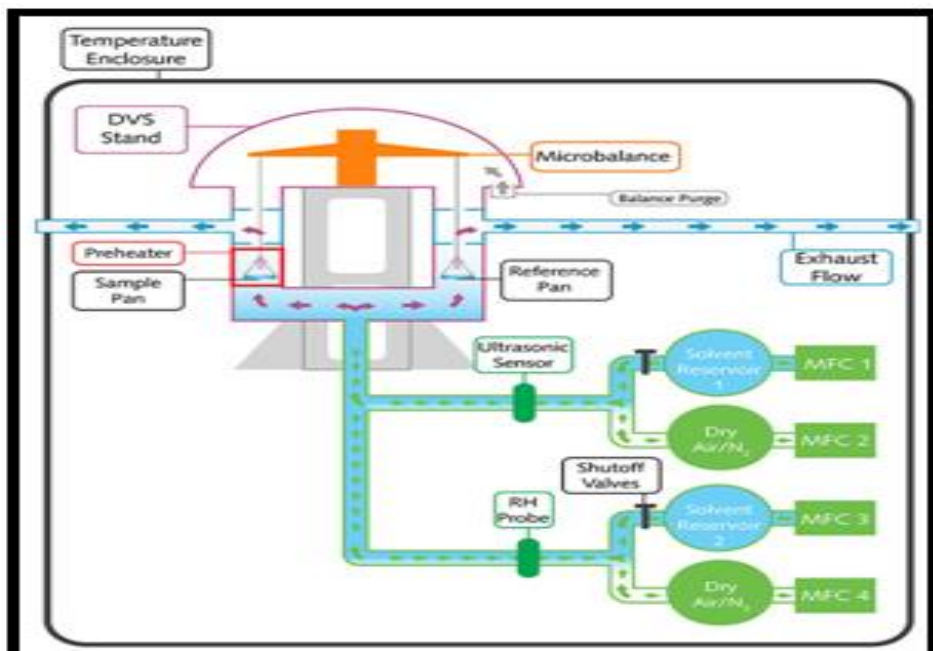 Temperature
Enclosure
DVS
Stand
Microbalance
Balance Purge
Preheater
Sample
Pan
Reference
Pan
Exhaust
Flow
Ultrasonic
Sensor
Solvent
Reservoir
1
MFC 1
Dry
Air/N₂
MFC 2
Shutoff
Valves
RH
Probe
Solvent
Reservoir
2
MFC 3
Dry
Air/N₂
MFC 4